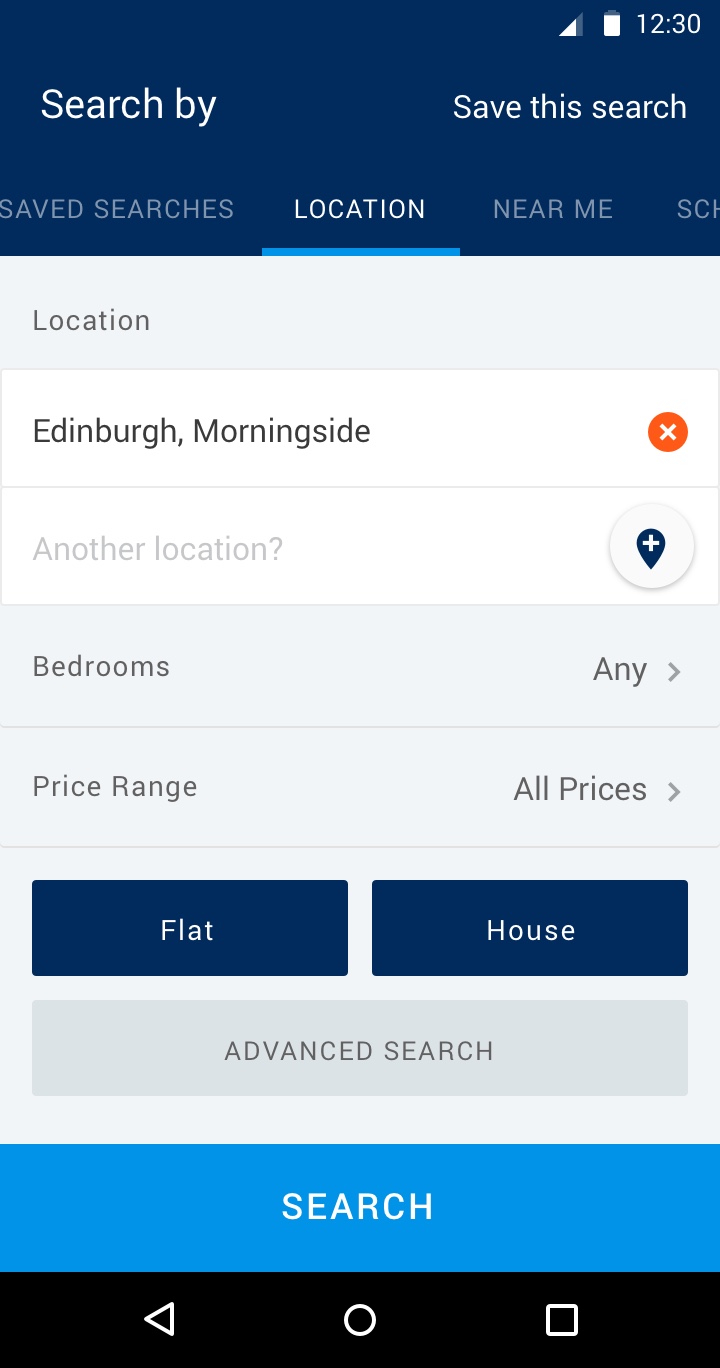 12:30
Search by
Save this search
SAVED SEARCHES
LOCATION
NEAR ME
SCH
Location
Edinburgh, Morningside
Another location?
Bedrooms
Any
Price Range
All Prices
Flat
House
ADVANCED SEARCH
SEARCH